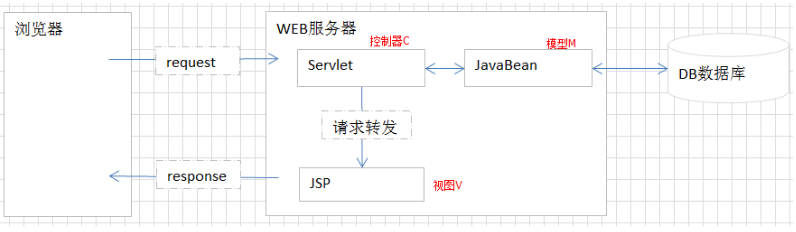 浏览器
WEB服务器
控制器C
模型M
request
Servlet
JavaBean
DB数据库
请求转发
response
JSP
视图V